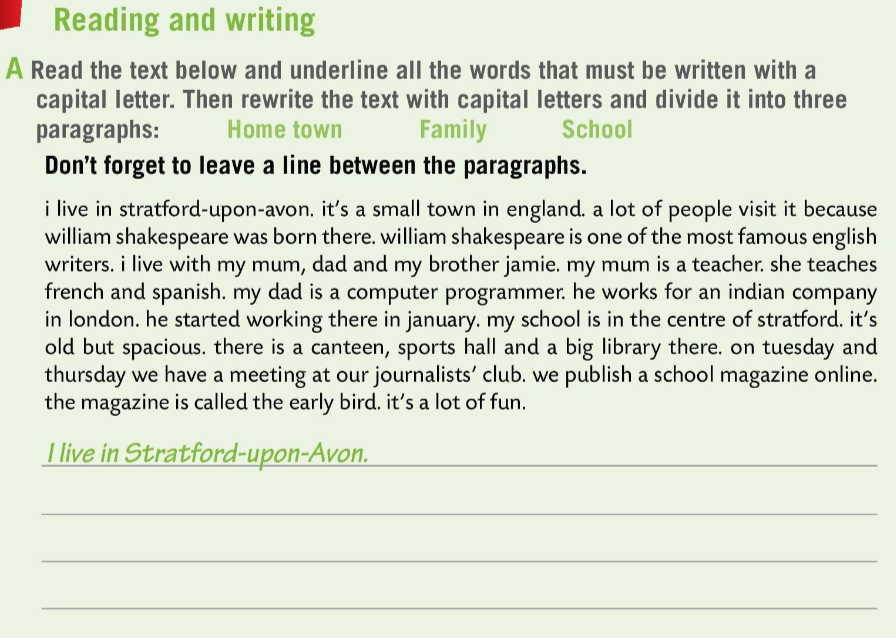 Reading and writing
A Read the text below and underline all the words that must be written with a
capital letter. Then rewrite the text with capital letters and divide it into three
paragraphs: Home town Family School
Don't forget to leave a line between the paragraphs.
i live in stratford-upon-avon. it's a small town in england. a lot of people visit it because
william shakespeare was born there. william shakespeare is one of the most famous english
writers. i live with my mum, dad and my brother jamie. my mum is a teacher. she teaches
french and spanish. my dad is a computer programmer. he works for an indian company
in london. he started working there in january. my school is in the centre of stratford. it's
old but spacious. there is a canteen, sports hall and a big library there. on tuesday and
thursday we have a meeting at our journalists' club. we publish a school magazine online.
the magazine is called the early bird. it's a lot of fun.
I live in Stratford-upon-Avon.